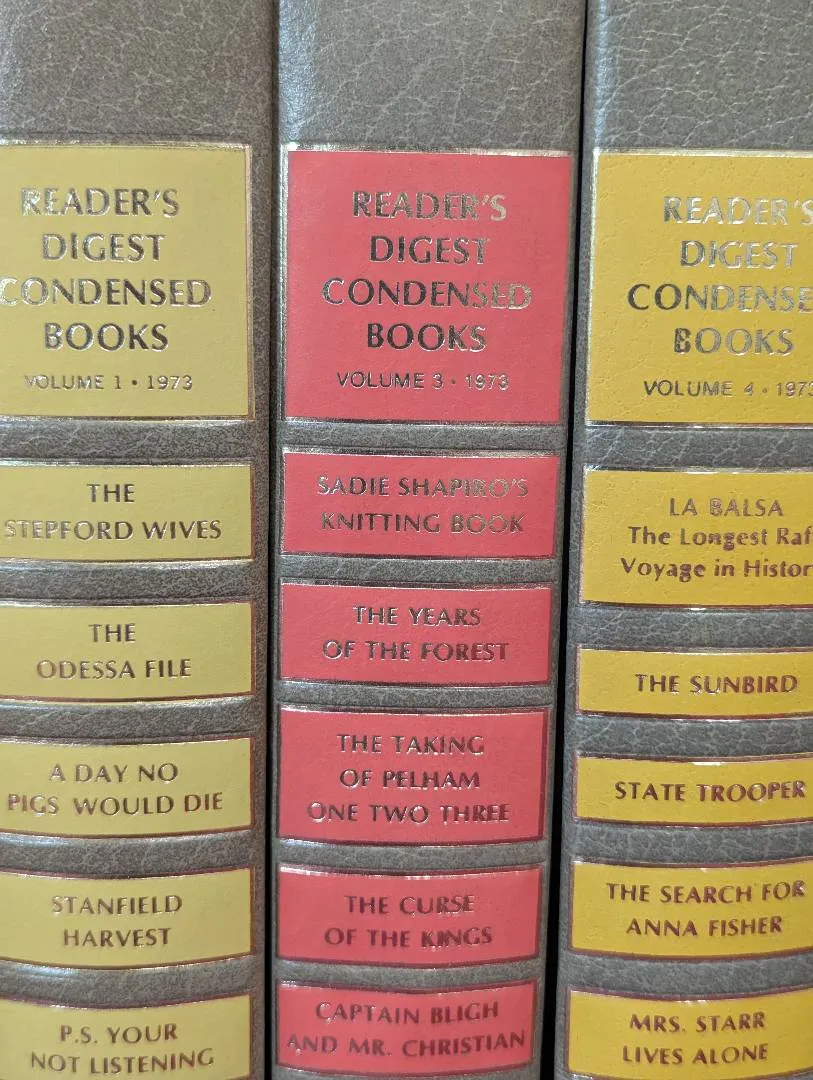 READER'S
DIGEST
CONDENSED
BOOKS
VOLUME 1 • 1973
THE
STEPFORD WIVES
THE
ODESSA FILE
A DAY NO
PIGS WOULD DIE
STANFIELD
HARVEST
P.S. YOUR
NOT LISTENING
READER'S
DIGEST
CONDENSED
BOOKS
VOLUME 3 • 1973
SADIE SHAPIRO'S
KNITTING BOOK
THE YEARS
OF THE FOREST
THE TAKING
OF PELHAM
ONE TWO THREE
THE CURSE
OF THE KINGS
CAPTAIN BLIGH
AND MR. CHRISTIAN
READER'S
DIGEST
CONDENSE
BOOKS
VOLUME 4 • 1973
LA BALSA
The Longest Raf
Voyage in Histor
THE SUNBIRD
STATE TROOPER
THE SEARCH FOR
ANNA FISHER
MRS. STARR
LIVES ALONE